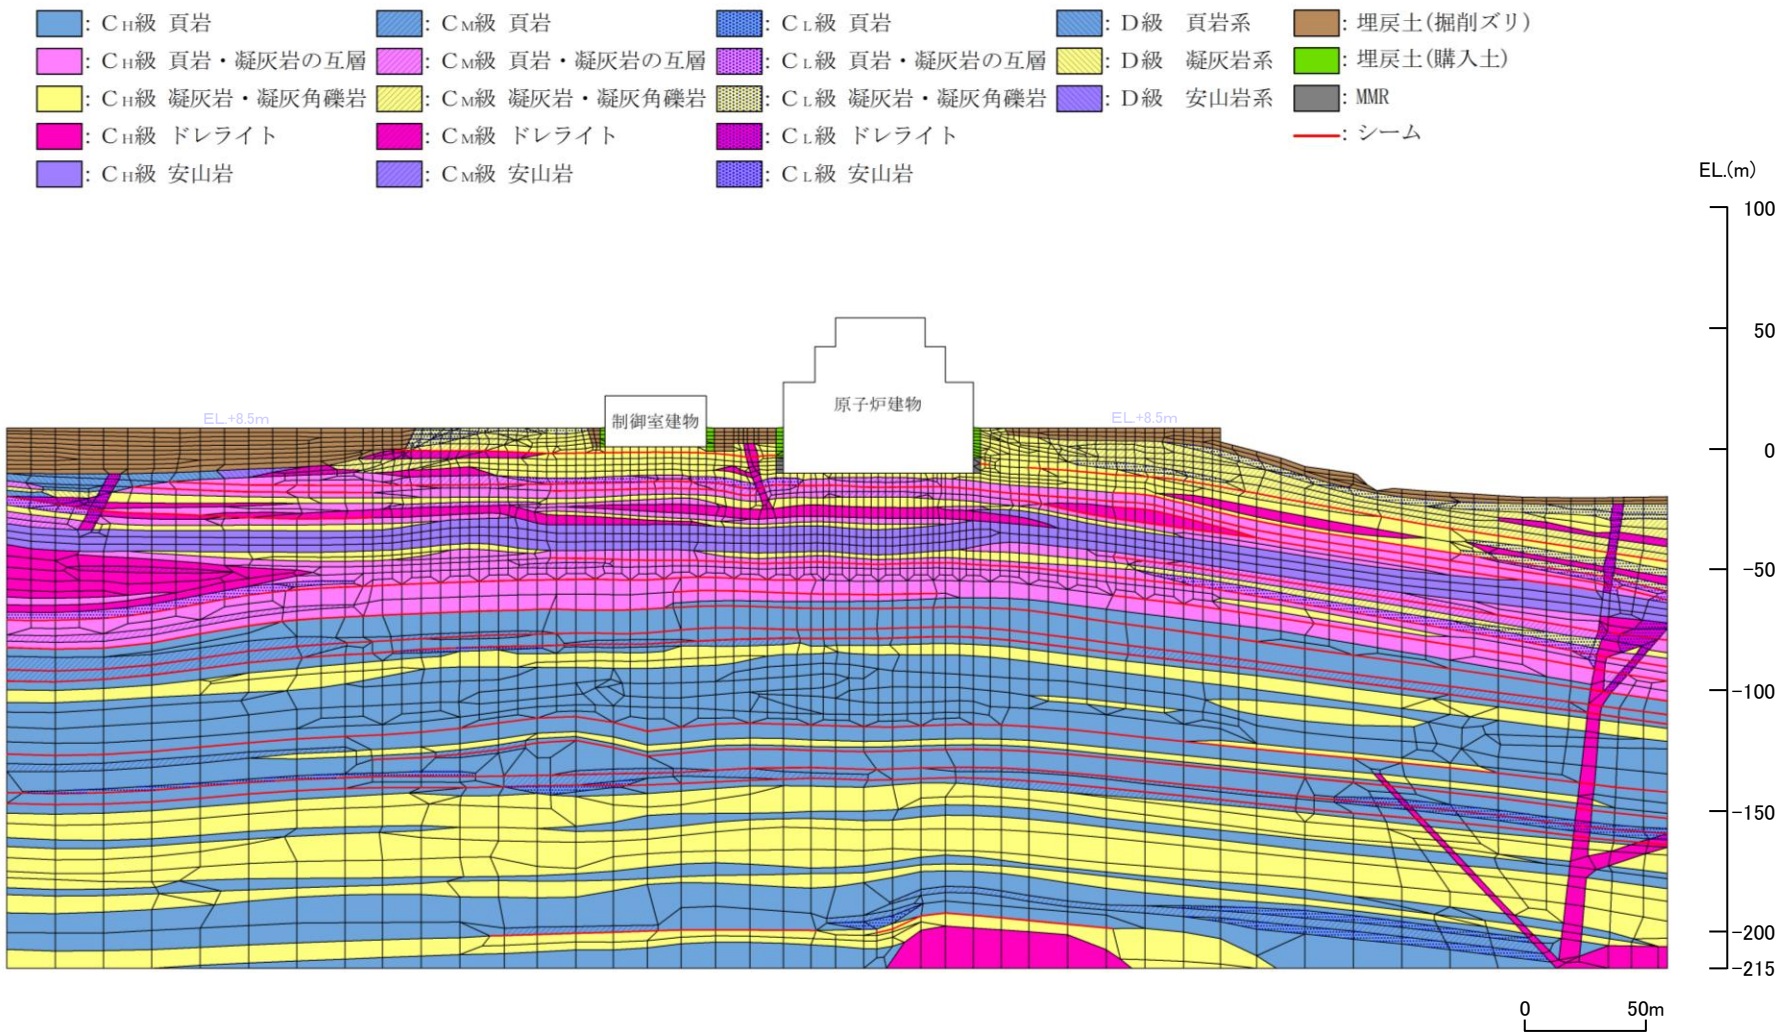 : CH級 頁岩 : CM級 頁岩 : CL級 頁岩 : D級 頁岩系 : 埋戻土(掘削ズリ)
: CH級 頁岩・凝灰岩の互層 : CM級 頁岩・凝灰岩の互層 : CL級 頁岩・凝灰岩の互層 : D級 凝灰岩系 : 埋戻土(購入土)
: CH級 凝灰岩・凝灰角礫岩 : CM級 凝灰岩・凝灰角礫岩 : CL級 凝灰岩・凝灰角礫岩 : D級 安山岩系 : MMR
: CH級 ドレライト : CM級 ドレライト : CL級 ドレライト : シーム
: CH級 安山岩 : CM級 安山岩 : CL級 安山岩
EL.(m)
100
50
原子炉建物
制御室建物
EL.+8.5m EL.+8.5m
0
-50
-100
-150
-200
-215
0 50m